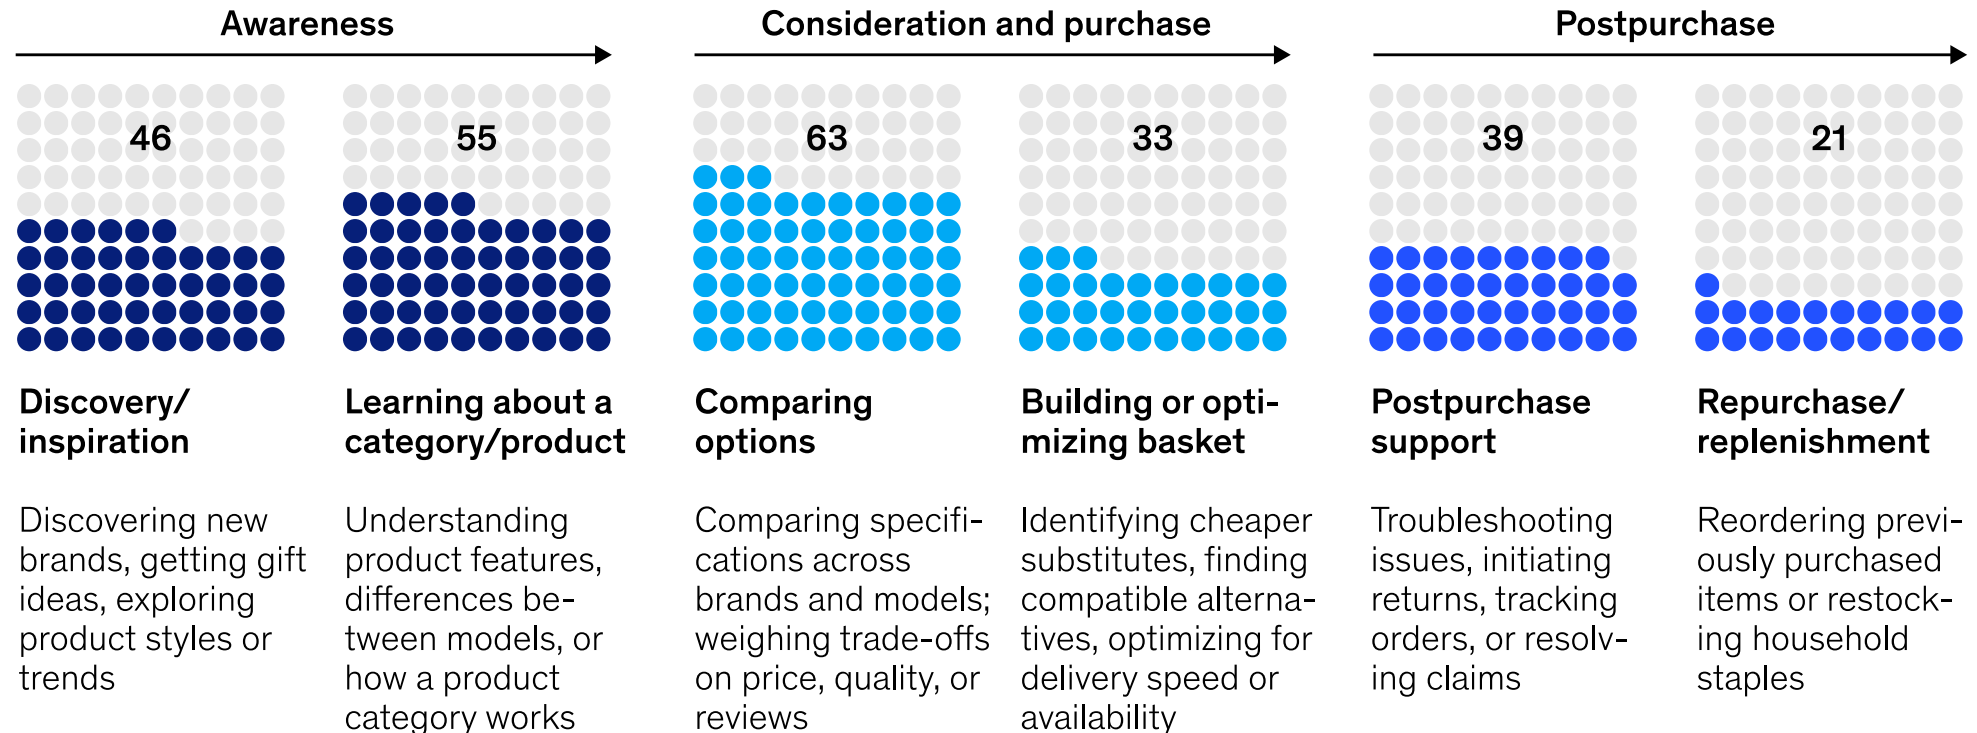 Awareness
Consideration and purchase
Postpurchase
46
55
63
33
39
21
Discovery/
inspiration
Discovering new
brands, getting gift
ideas, exploring
product styles or
trends
Learning about a
category/product
Understanding
product features,
differences be-
tween models, or
how a product
category works
Comparing
options
Comparing specifi-
cations across
brands and models;
weighing trade-offs
on price, quality, or
reviews
Building or opti-
mizing basket
Identifying cheaper
substitutes, finding
compatible alterna-
tives, optimizing for
delivery speed or
availability
Postpurchase
support
Troubleshooting
issues, initiating
returns, tracking
orders, or resolv-
ing claims
Repurchase/
replenishment
Reordering previ-
ously purchased
items or restock-
ing household
staples